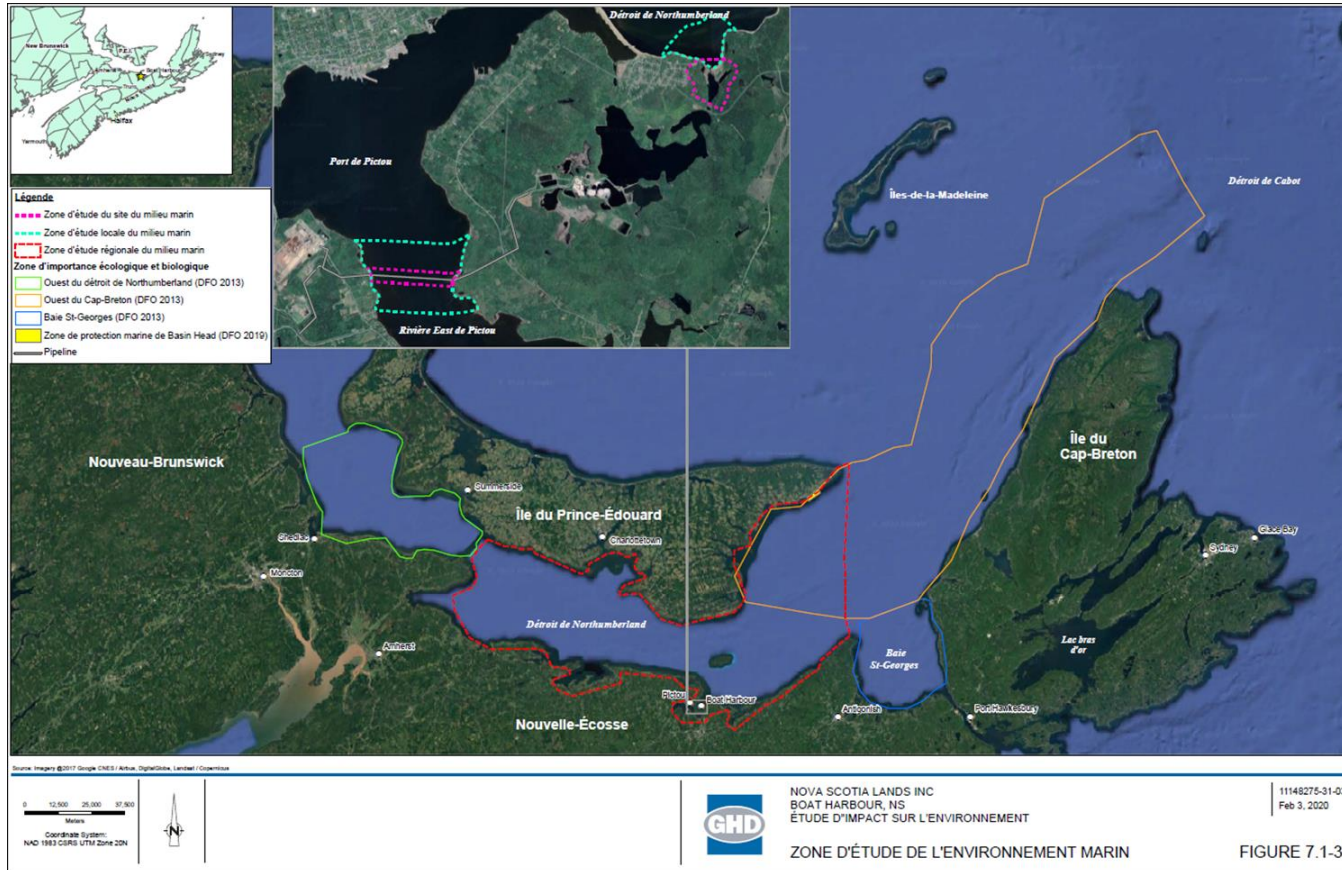 New Brunswick
P.E.I.
Sydney
Boat Harbour
Truro
Halifax
Yarmouth
Détroit de Northumberland
Port de Pictou
Rivière East de Pictou
Légende
Zone d'étude du site du milieu marin
Zone d'étude locale du milieu marin
Zone d'étude régionale du milieu marin
Zone d'importance écologique et biologique
Ouest du détroit de Northumberland (DFO 2013)
Ouest du Cap-Breton (DFO 2013)
Baie St-Georges (DFO 2013)
Zone de protection marine de Basin Head (DFO 2019)
Pipeline
Îles-de-la-Madeleine
Détroit de Cabot
Nouveau-Brunswick
Summerside
Île du Prince-Édouard
Charlottetown
Shediac
Moncton
Amherst
Détroit de Northumberland
Île du
Cap-Breton
Glace Bay
Sydney
Lac bras
d'or
Baie
St-Georges
Pictou
Boat Harbour
Nouvelle-Écosse
Antigonish
Port Hawkesbury
Source: Imagery @2017 Google CNES / Airbus, DigitalGlobe, Landsat / Copernicus
0 12,500 25,000 37,500
Meters
Coordinate System:
NAD 1983 CSRS UTM Zone 20N
N
GHD
NOVA SCOTIA LANDS INC
BOAT HARBOUR, NS
ÉTUDE D"IMPACT SUR L'ENVIRONNEMENT
ZONE D'ÉTUDE DE L'ENVIRONMENT MARIN
11148275-31-03
Feb 3, 2020
FIGURE 7.1-3